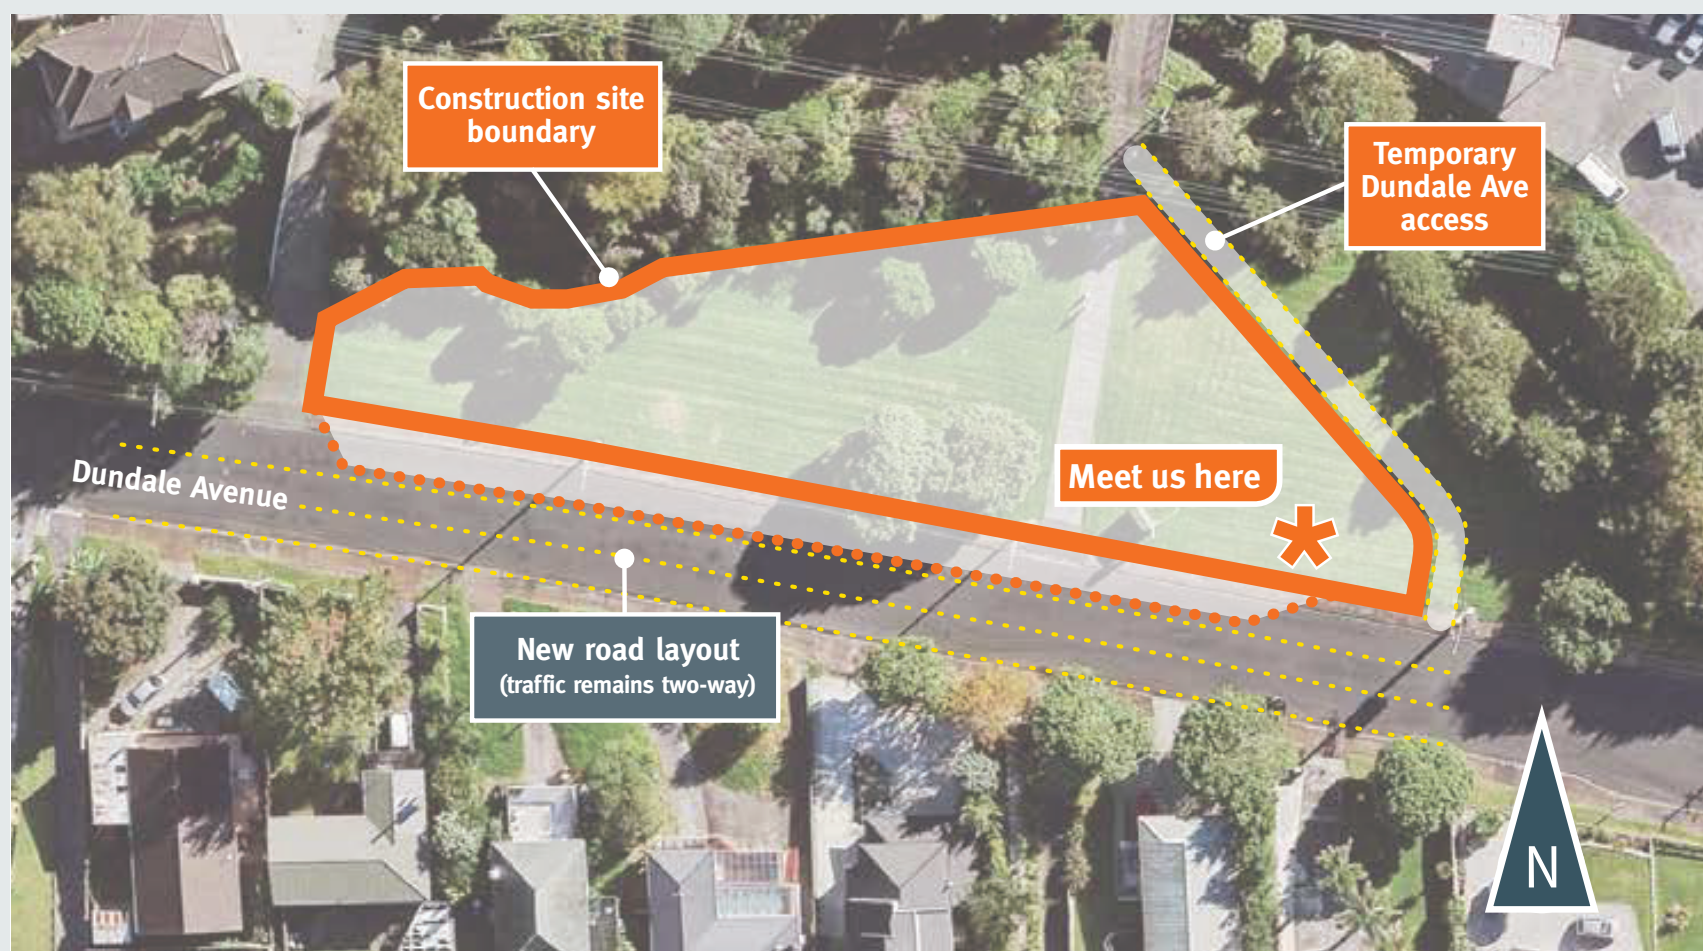 Construction site
boundary
Temporary
Dundale Ave
access
Meet us here
Dundale Avenue
New road layout
(traffic remains two-way)
N